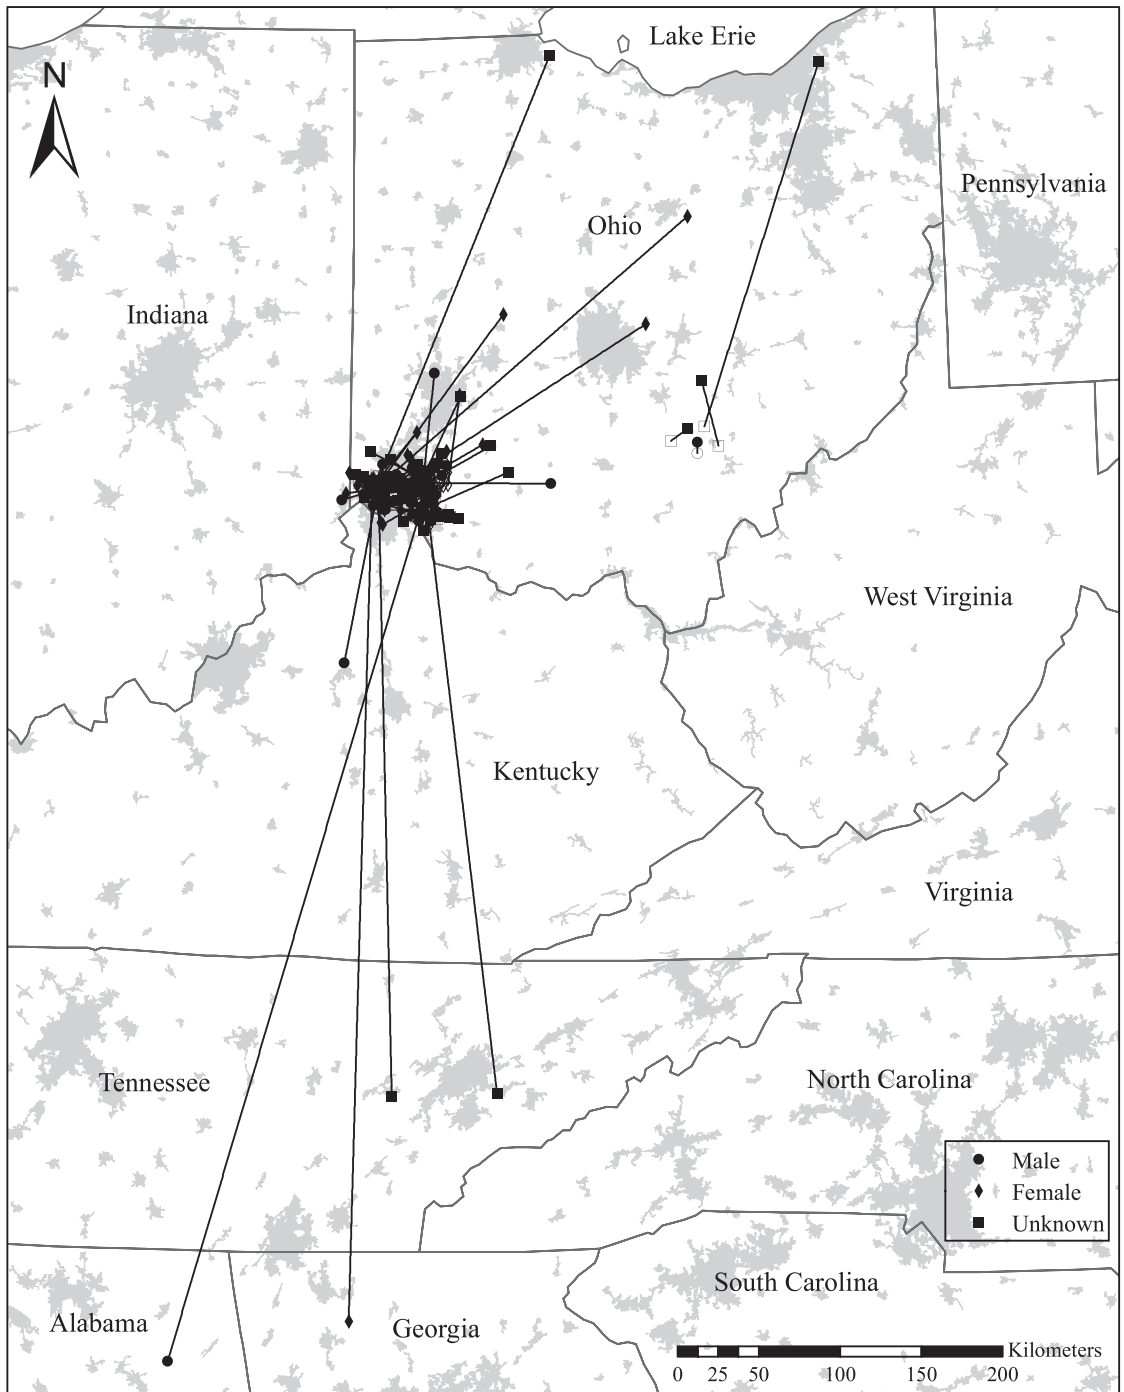 Lake Erie
N
Pennsylvania
Ohio
Indiana
West Virginia
Kentucky
Virginia
Tennessee
North Carolina
Male
Female
Unknown
South Carolina
Alabama
Georgia
Kilometers
0 25 50 100 150 200